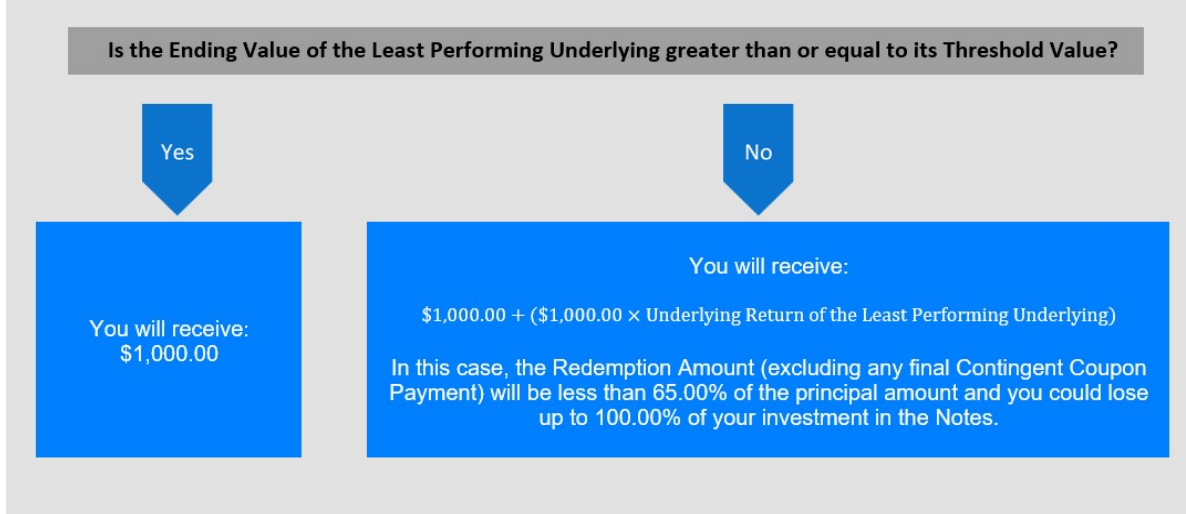 Is the Ending Value of the Least Performing Underlying greater than or equal to its Threshold Value?
Yes
No
You will receive:
$1,000.00
You will receive:
$1,000.00 + ($1,000.00 × Underlying Return of the Least Performing Underlying)
In this case, the Redemption Amount (excluding any final Contingent Coupon
Payment) will be less than 65.00% of the principal amount and you could lose
up to 100.00% of your investment in the Notes.